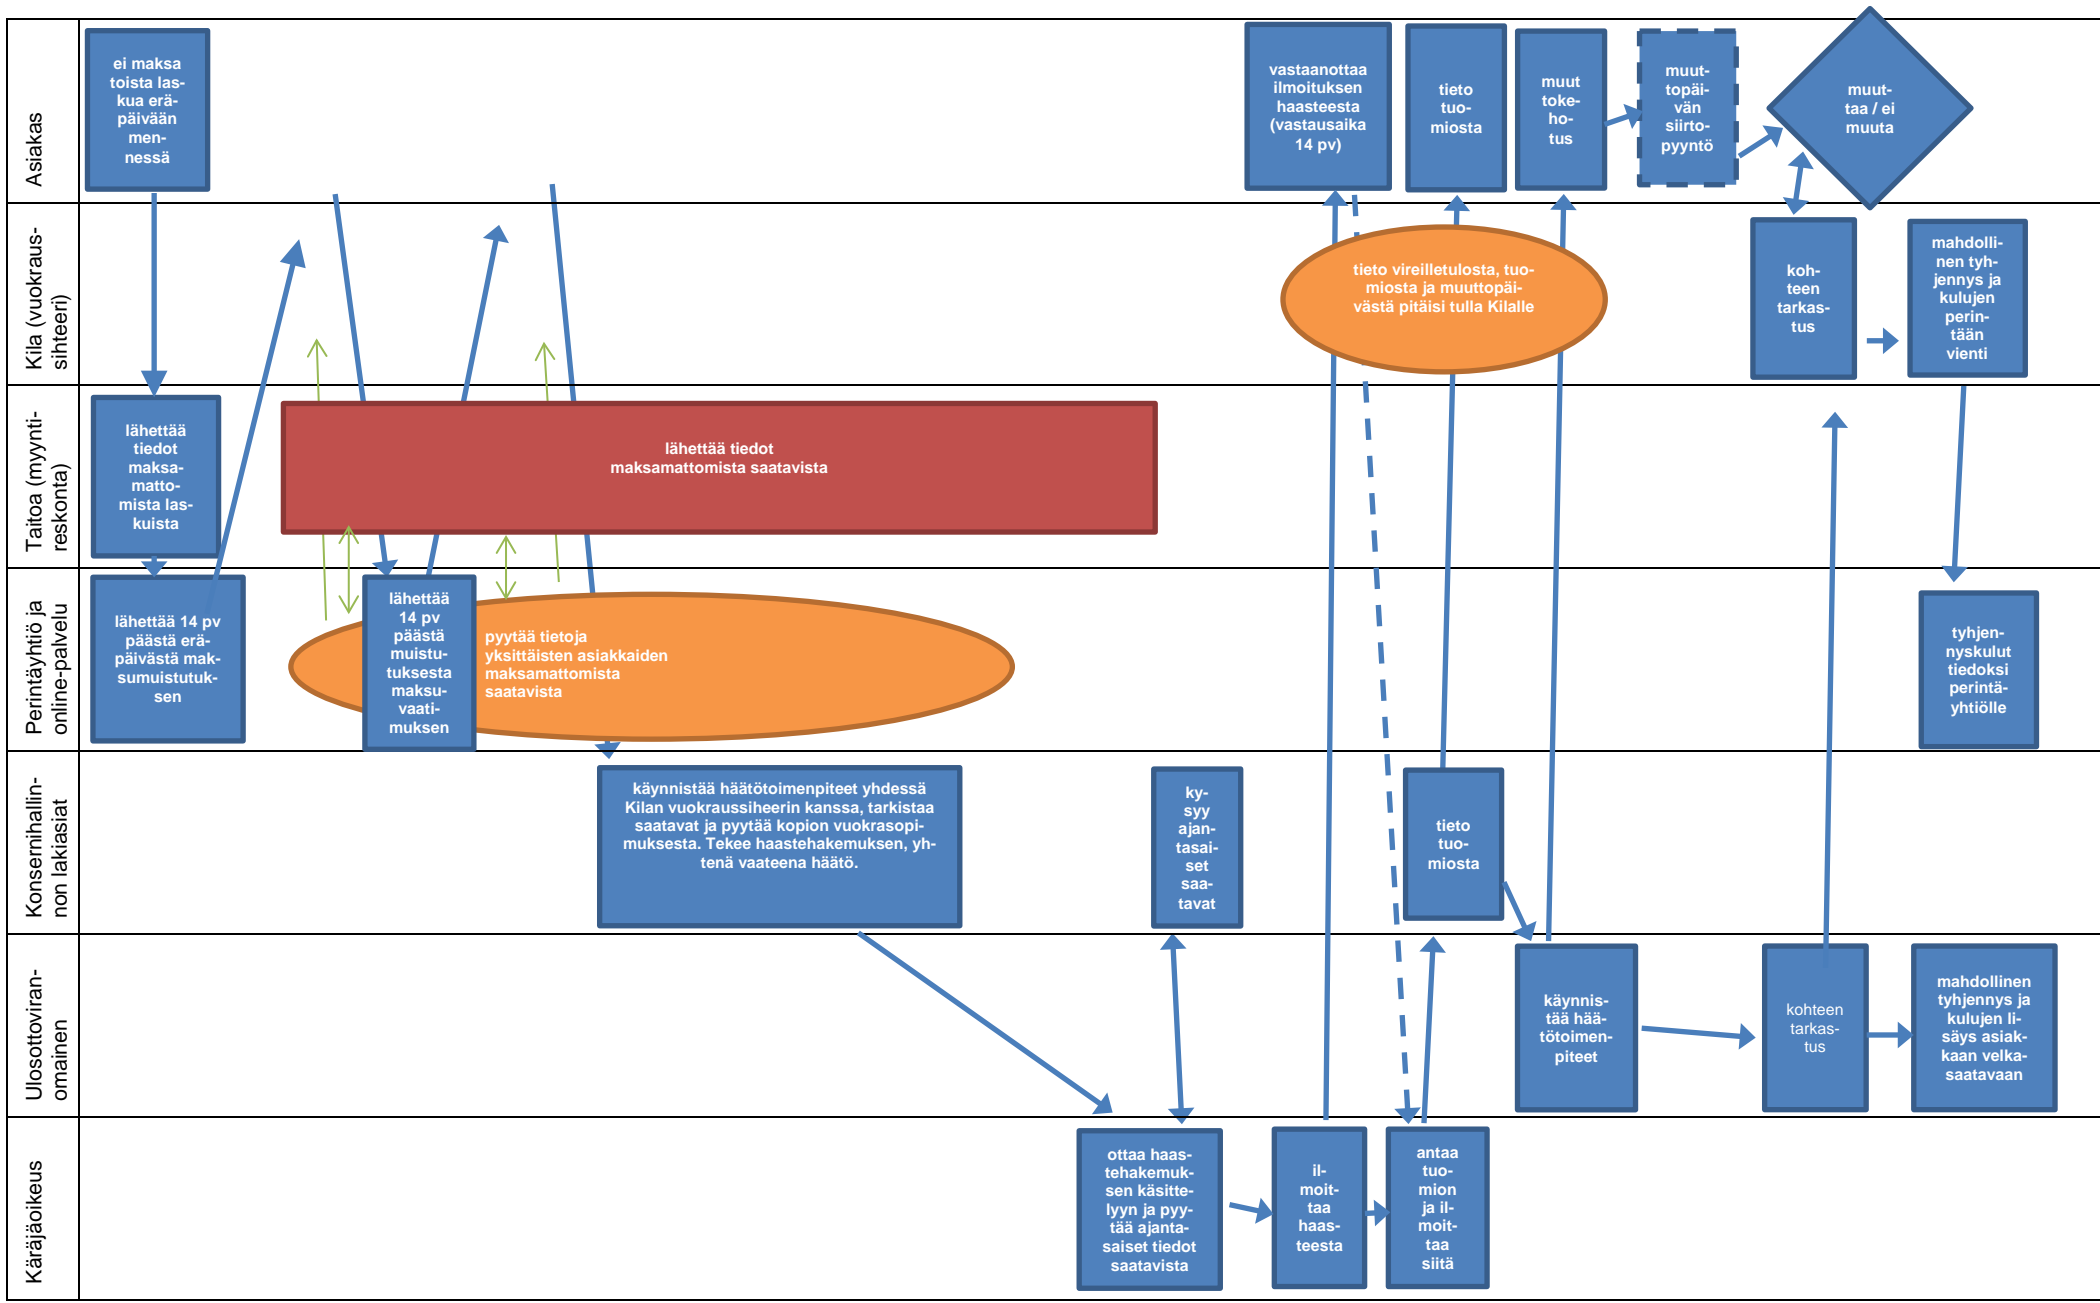 Asiakas
ei maksa
toista las-
kua erä-
päivään
men-
nessä
vastaanottaa
ilmoituksen
haasteesta
(vastausaika
14 pv)
tieto
tuo-
miosta
muut
toke-
ho-
tus
muut-
topäi-
vän
siirto-
pyyntö
muut-
taa / ei
muuta
Kila (vuokraus-
sihteeri)
tieto vireilletulosta, tuo-
miosta ja muuttopäi-
västä pitäisi tulla Kilalle
koh-
teen
tarkas-
tus
mahdolli-
nen tyh-
jennys ja
kulujen
perin-
tään
vienti
Taitoa (myynti-
reskonta)
lähettää
tiedot
maksa-
matto-
mista las-
kuista
lähettää tiedot
maksamattomista saatavista
Perintäyhtiö ja
online-palvelu
lähettää 14 pv
päästä erä-
päivästä mak-
sumuistutuk-
sen
lähettää
14 pv
päästä
muistu-
tuksesta
maksu-
vaati-
muksen
pyytää tietoja
yksittäisten asiakkaiden
maksamattomista
saatavista
tyhjen-
nyskulut
tiedoksi
perintä-
yhtiölle
Konsernihallin-
non lakiasiat
käynnistää häätötoimenpiteet yhdessä
Kilan vuokraussiheerin kanssa, tarkistaa
saatavat ja pyytää kopion vuokrasopi-
muksesta. Tekee haastehakemuksen, yh-
tenä vaateena häätö.
ky-
syy
ajan-
tasai-
set
saa-
tavat
tieto
tuo-
miosta
Ulosottoviran-
omainen
käynnis-
tää hää-
tötoimen-
piteet
kohteen
tarkas-
tus
mahdollinen
tyhjennys ja
kulujen li-
säys asiak-
kaan velka-
saatavaan
Käräjäoikeus
ottaa haas-
tehakemuk-
sen käsitte-
lyyn ja pyy-
tää ajanta-
saiset tiedot
saatavista
il-
moit-
taa
haas-
teesta
antaa
tuo-
mion
ja il-
moit-
taa
siitä